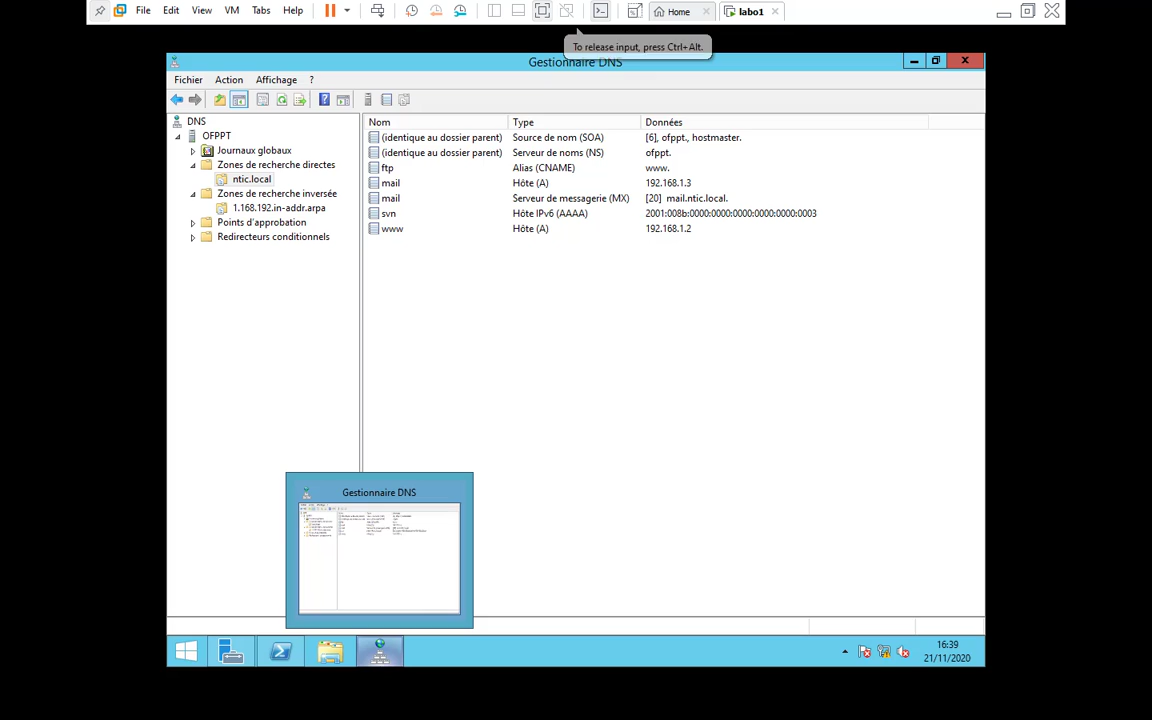 File Edit View VM Tabs Help Home labo1
To release input, press Ctrl+Alt.
Gestionnaire DNS
Fichier Action Affichage ?
DNS
OFPPT
Journaux globaux
Zones de recherche directes
ntic.local
Zones de recherche inversée
1.168.192.in-addr.arpa
Points d'approbation
Redirecteurs conditionnels
Nom Type Données
(identique au dossier parent) Source de nom (SOA) [6], ofppt., hostmaster.
(identique au dossier parent) Serveur de noms (NS) ofppt.
ftp Alias (CNAME) www.
mail Hôte (A) 192.168.1.3
mail Serveur de messagerie (MX) [20] mail.ntic.local.
svn Hôte IPv6 (AAAA) 2001:008b:0000:0000:0000:0000:0000:0003
www Hôte (A) 192.168.1.2
Gestionnaire DNS
16:39
21/11/2020